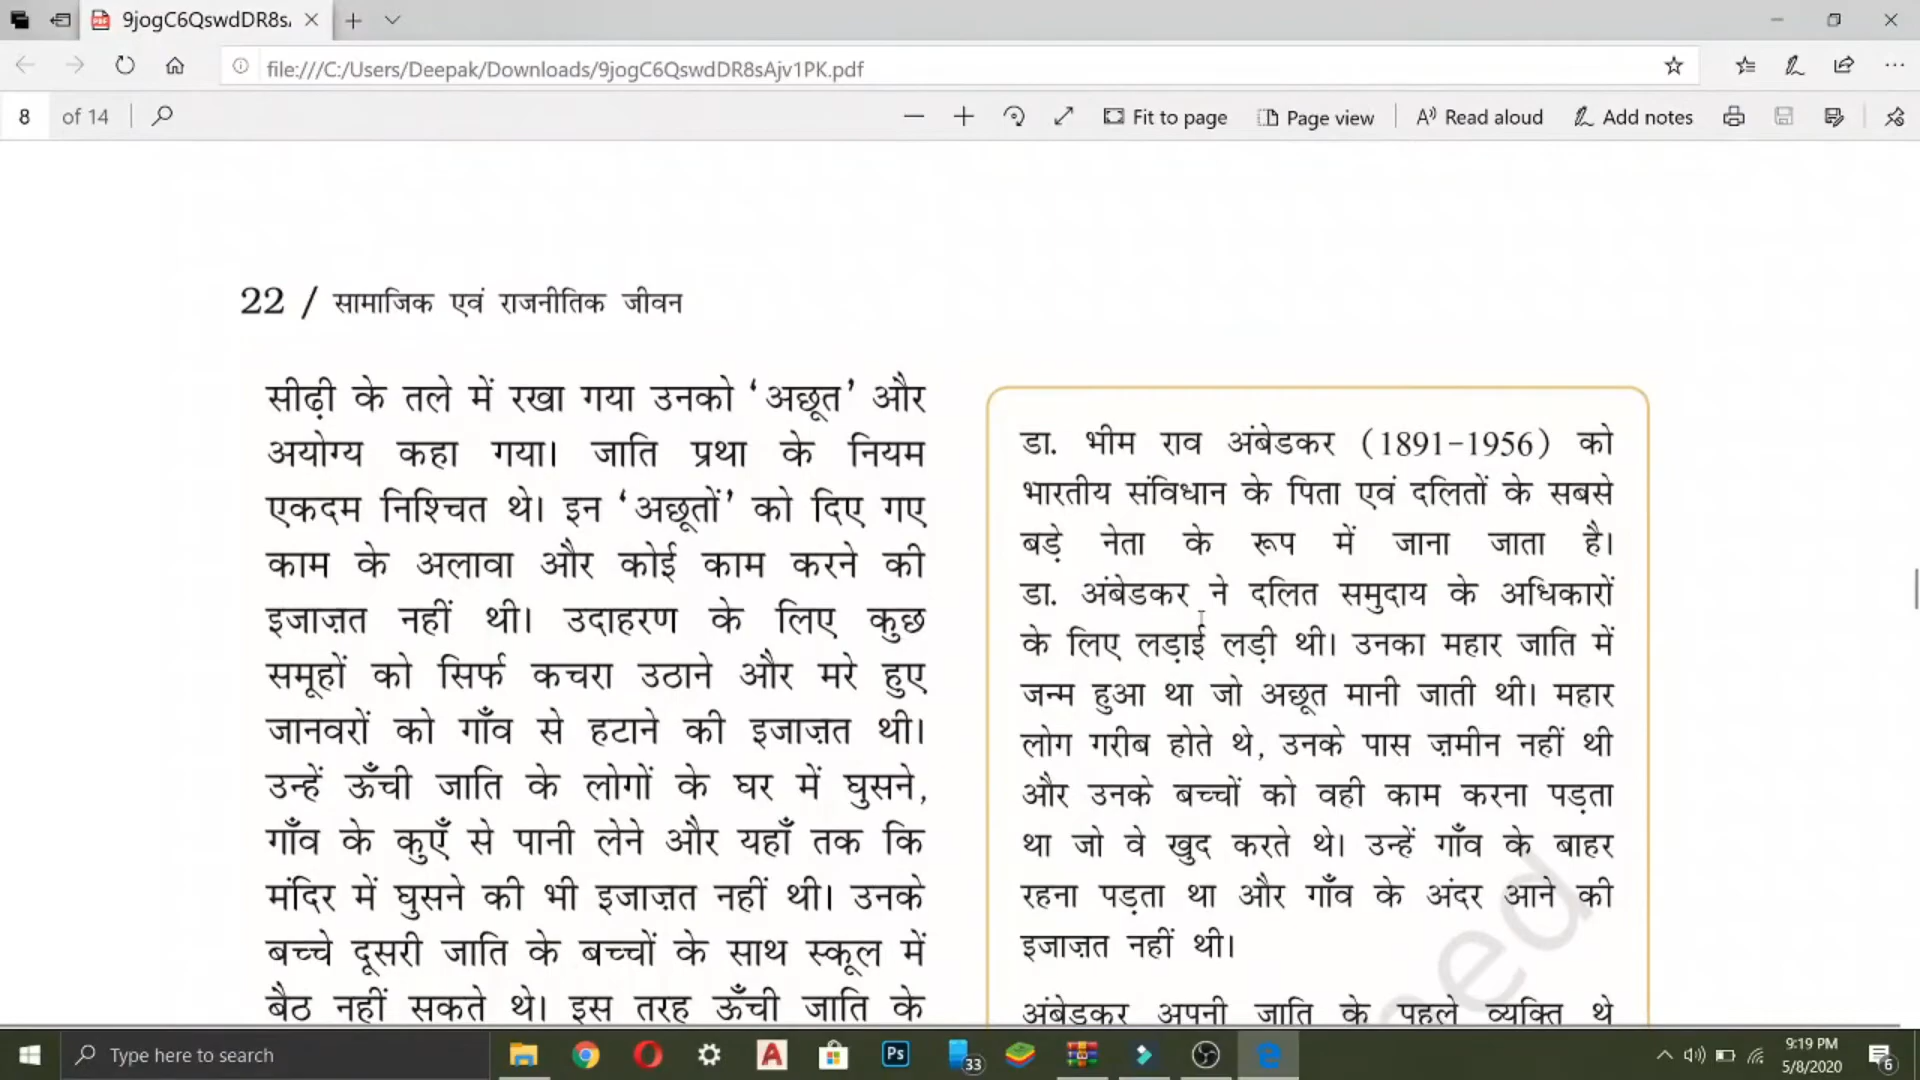 9jogC6QswdDR8s
file:///C:/Users/Deepak/Downloads/9jogC6QswdDR8sAjv1PK.pdf
8 of 14
Fit to page
Page view
Read aloud
Add notes
22 / सामाजिक एवं राजनीतिक जीवन
सीढ़ी के तले में रखा गया उनको ‘अछूत’ और
अयोग्य कहा गया। जाति प्रथा के नियम
एकदम निश्चित थे। इन ‘अछूतों’ को दिए गए
काम के अलावा और कोई काम करने की
इजाज़त नहीं थी। उदाहरण के लिए कुछ
समूहों को सिर्फ कचरा उठाने और मरे हुए
जानवरों को गाँव से हटाने की इजाज़त थी।
उन्हें ऊँची जाति के लोगों के घर में घुसने,
गाँव के कुएँ से पानी लेने और यहाँ तक कि
मंदिर में घुसने की भी इजाज़त नहीं थी। उनके
बच्चे दूसरी जाति के बच्चों के साथ स्कूल में
बैठ नहीं सकते थे। इस तरह ऊँची जाति के
डा. भीम राव अंबेडकर (1891-1956) को
भारतीय संविधान के पिता एवं दलितों के सबसे
बड़े नेता के रूप में जाना जाता है।
डा. अंबेडकर ने दलित समुदाय के अधिकारों
के लिए लड़ाई लड़ी थी। उनका महार जाति में
जन्म हुआ था जो अछूत मानी जाती थी। महार
लोग गरीब होते थे, उनके पास ज़मीन नहीं थी
और उनके बच्चों को वही काम करना पड़ता
था जो वे खुद करते थे। उन्हें गाँव के बाहर
रहना पड़ता था और गाँव के अंदर आने की
इजाज़त नहीं थी।
अंबेडकर अपनी जाति के पहले व्यक्ति थे
ned
Type here to search
Ps
33
9:19 PM
5/8/2020
6